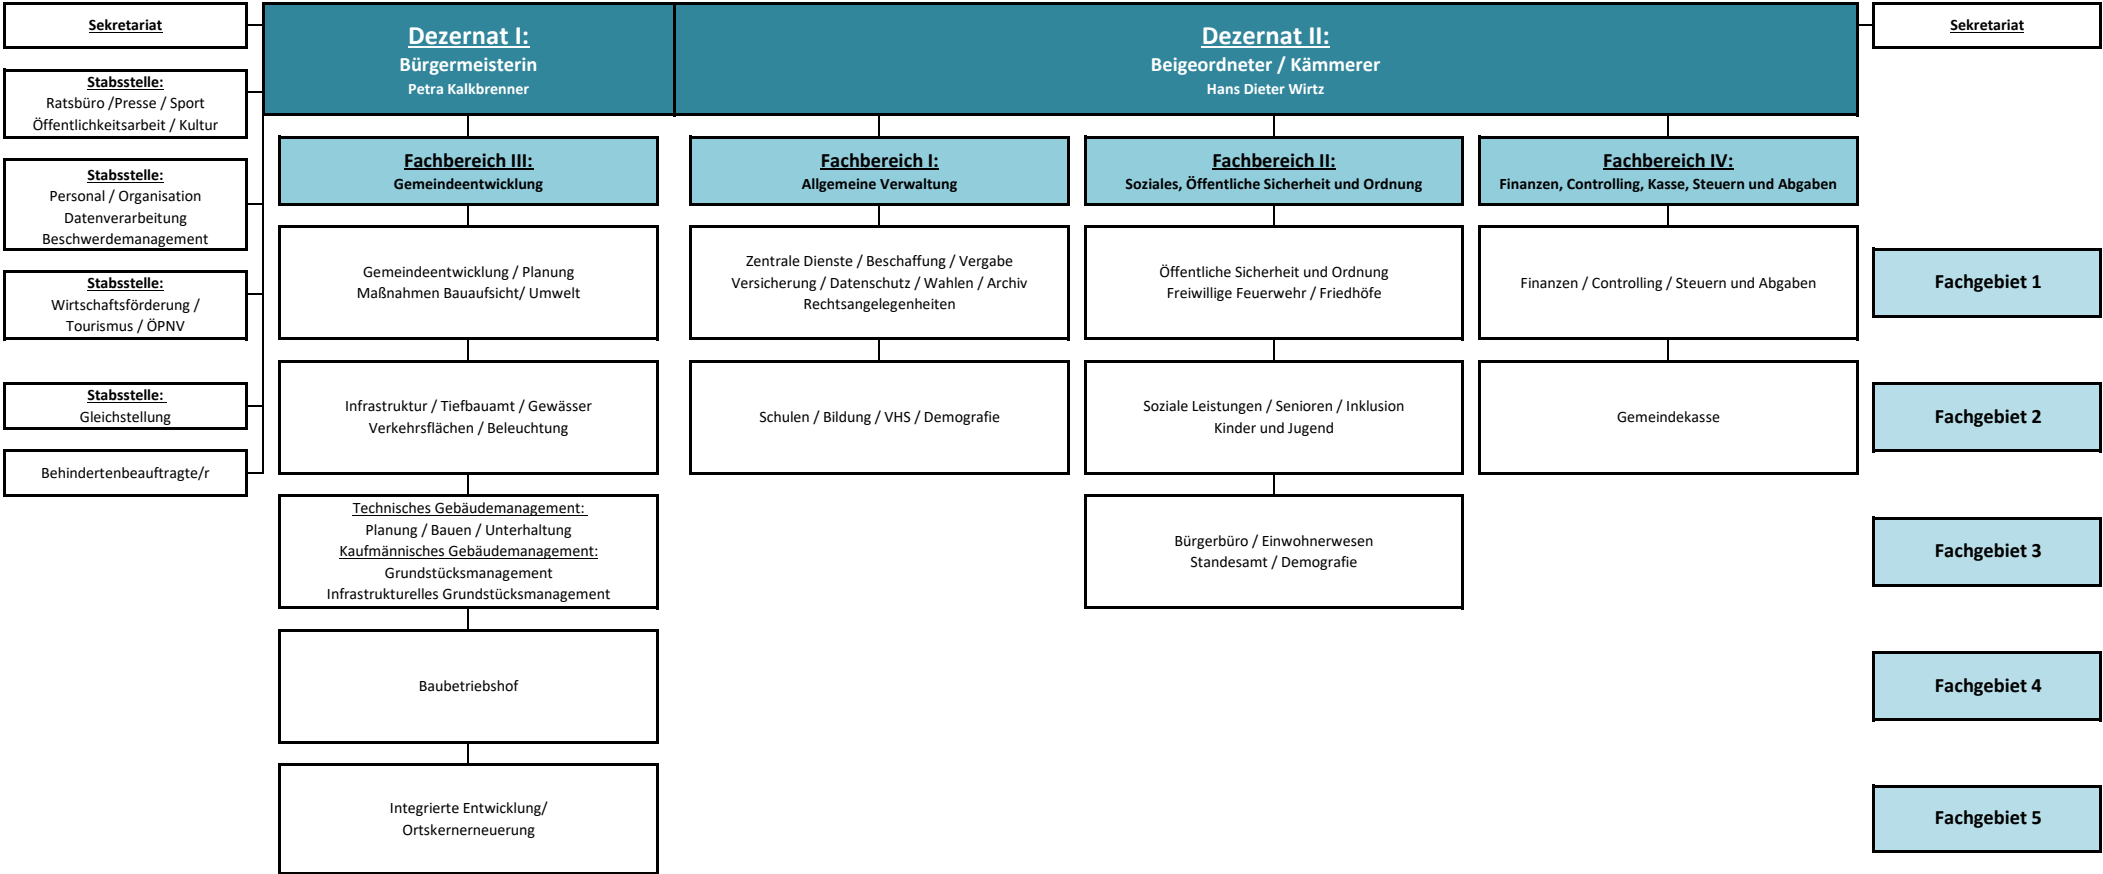 Sekretariat
Stabsstelle:
Ratsbüro /Presse / Sport
Öffentlichkeitsarbeit / Kultur
Stabsstelle:
Personal / Organisation
Datenverarbeitung
Beschwerdemanagement
Stabsstelle:
Wirtschaftsförderung /
Tourismus / ÖPNV
Stabsstelle:
Gleichstellung
Behindertenbeauftragte/r
Dezernat I:
Bürgermeisterin
Petra Kalkbrenner
Dezernat II:
Beigeordneter / Kämmerer
Hans Dieter Wirtz
Sekretariat
Fachbereich III:
Gemeindeentwicklung
Gemeindeentwicklung / Planung
Maßnahmen Bauaufsicht/ Umwelt
Infrastruktur / Tiefbauamt / Gewässer
Verkehrsflächen / Beleuchtung
Technisches Gebäudemanagement:
Planung / Bauen / Unterhaltung
Kaufmännisches Gebäudemanagement:
Grundstücksmanagement
Infrastrukturelles Grundstücksmanagement
Baubetriebshof
Integrierte Entwicklung/
Ortskernerneuerung
Fachbereich I:
Allgemeine Verwaltung
Zentrale Dienste / Beschaffung / Vergabe
Versicherung / Datenschutz / Wahlen / Archiv
Rechtsangelegenheiten
Schulen / Bildung / VHS / Demografie
Fachbereich II:
Soziales, Öffentliche Sicherheit und Ordnung
Öffentliche Sicherheit und Ordnung
Freiwillige Feuerwehr / Friedhöfe
Soziale Leistungen / Senioren / Inklusion
Kinder und Jugend
Bürgerbüro / Einwohnerwesen
Standesamt / Demografie
Fachbereich IV:
Finanzen, Controlling, Kasse, Steuern und Abgaben
Finanzen / Controlling / Steuern und Abgaben
Gemeindekasse
Fachgebiet 1
Fachgebiet 2
Fachgebiet 3
Fachgebiet 4
Fachgebiet 5